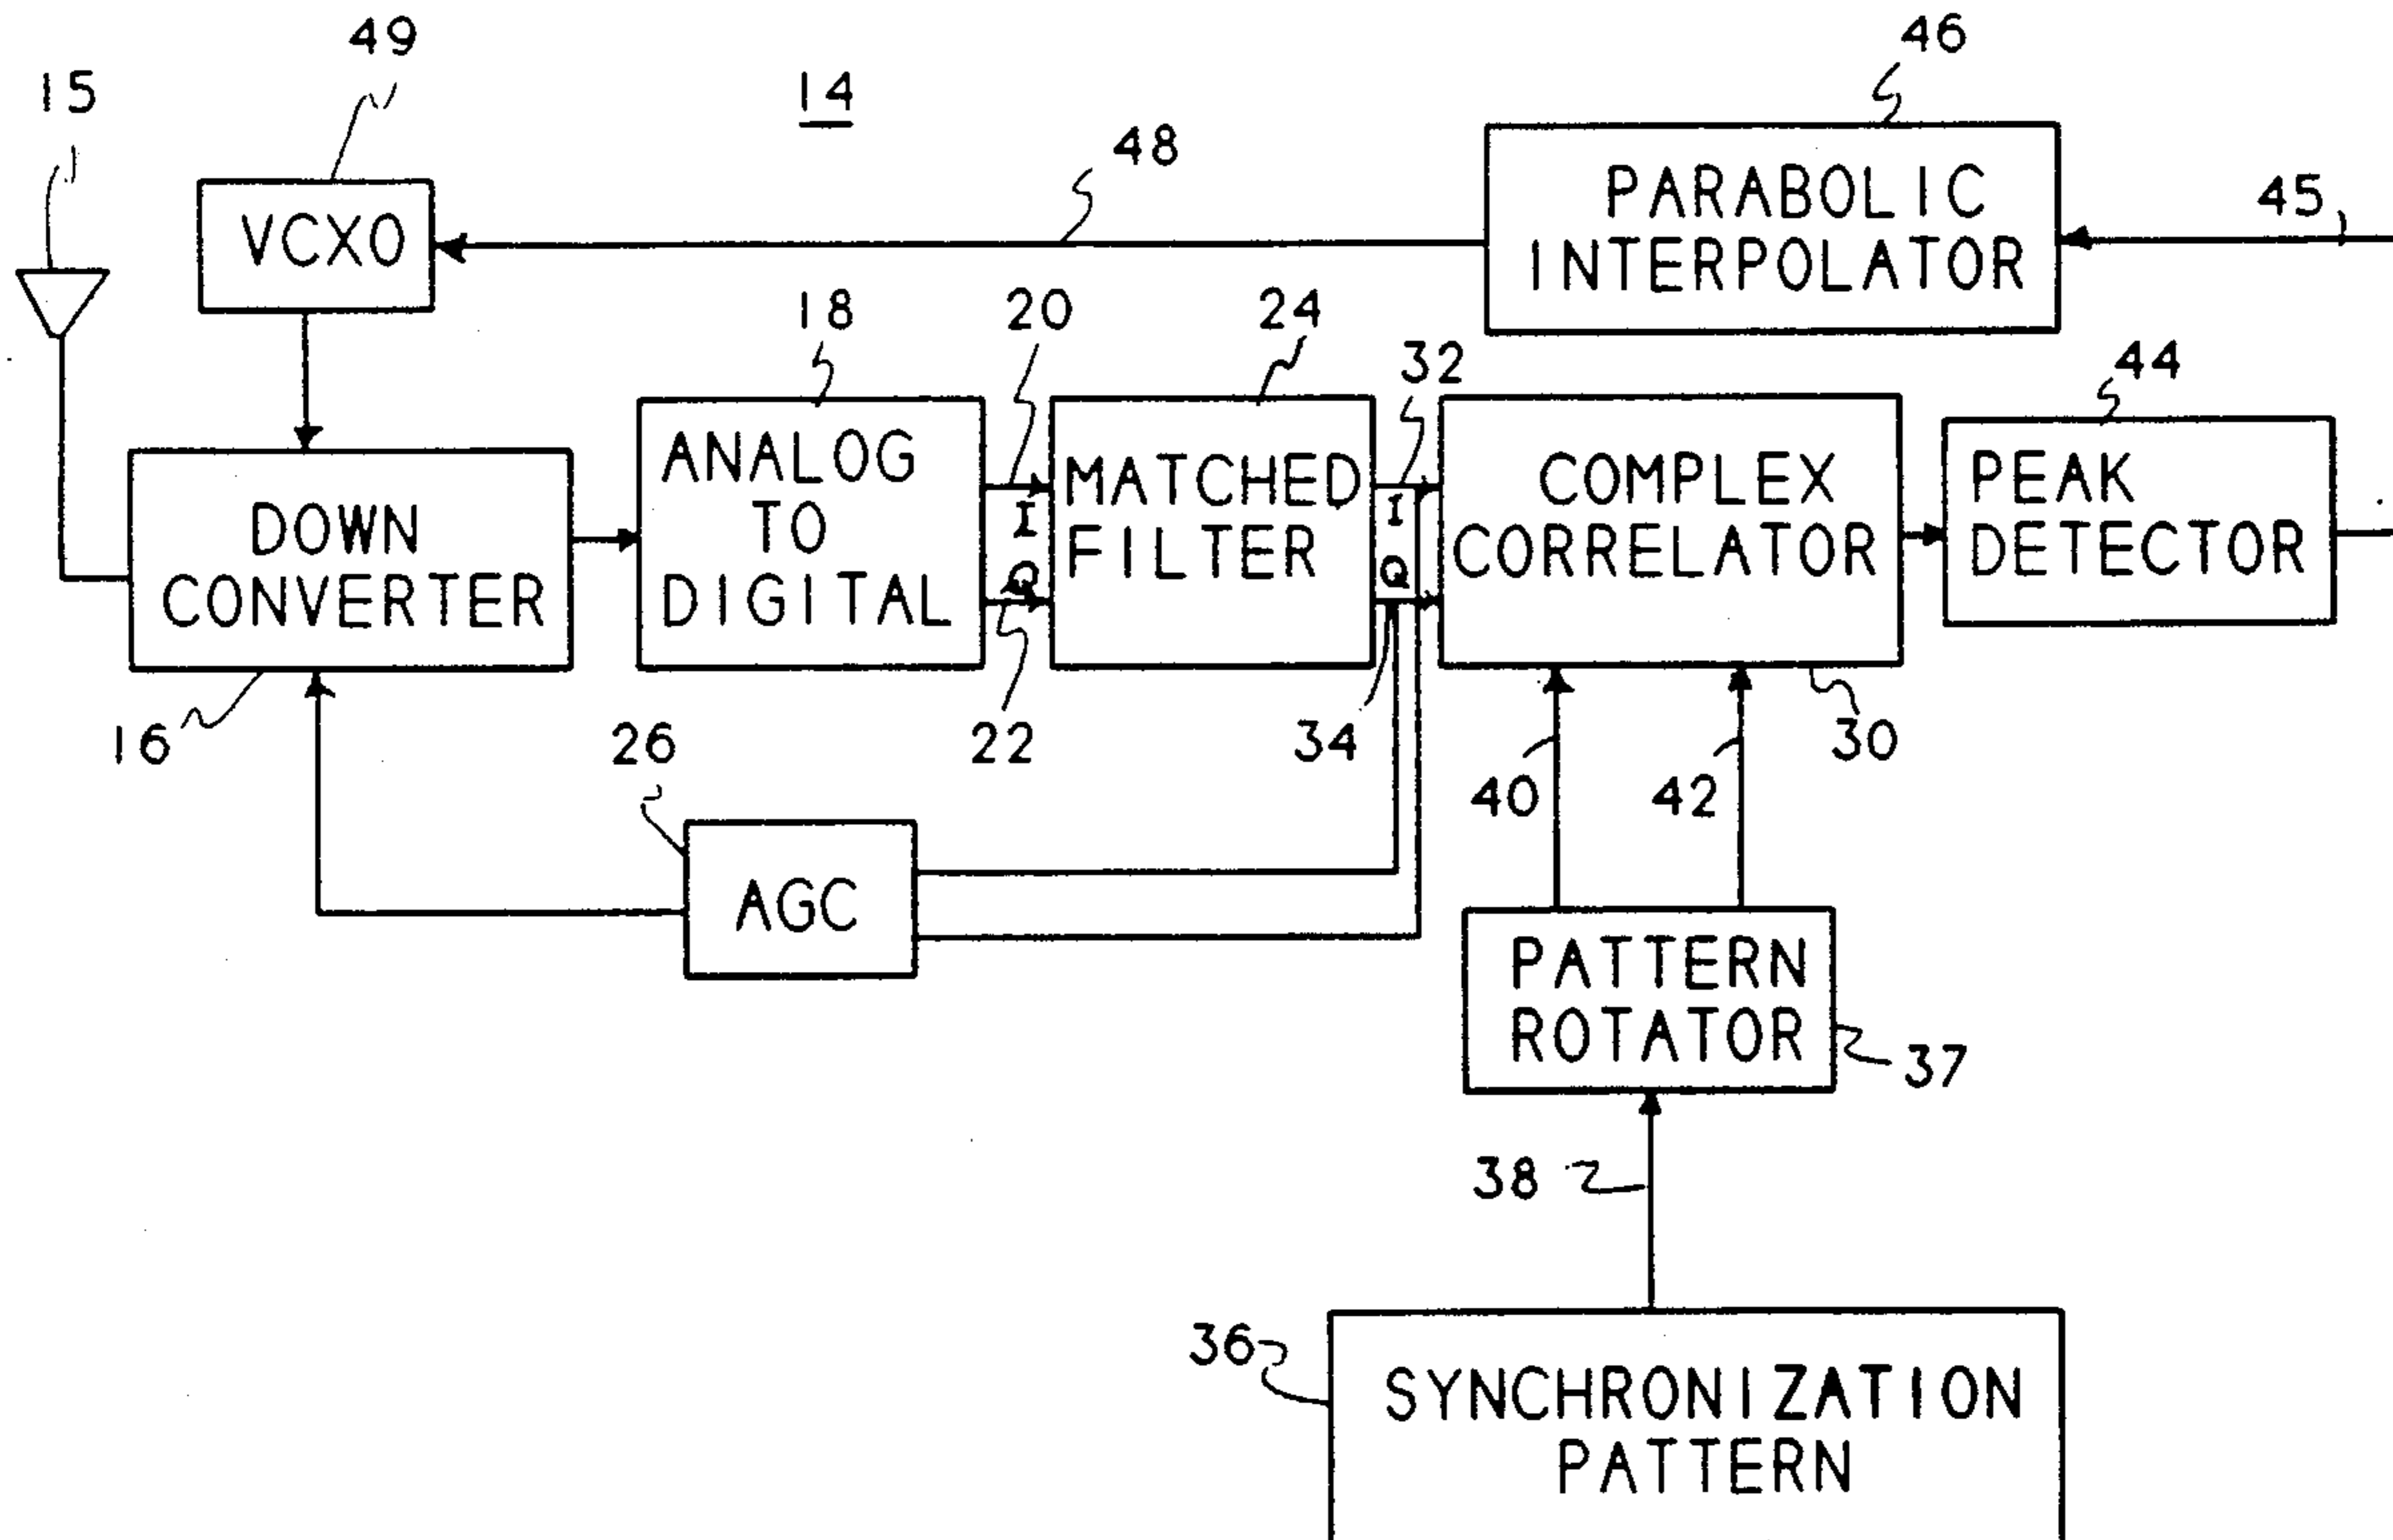 49
46
15
14
48
PARABOLIC
INTERPOLATOR
45
VCXO
18
20
24
32
44
ANALOG
TO
DIGITAL
I
Q
MATCHED
FILTER
I
Q
COMPLEX
CORRELATOR
PEAK
DETECTOR
DOWN
CONVERTER
16
26
22
34
30
40
42
AGC
PATTERN
ROTATOR
37
38
36
SYNCHRONIZATION
PATTERN